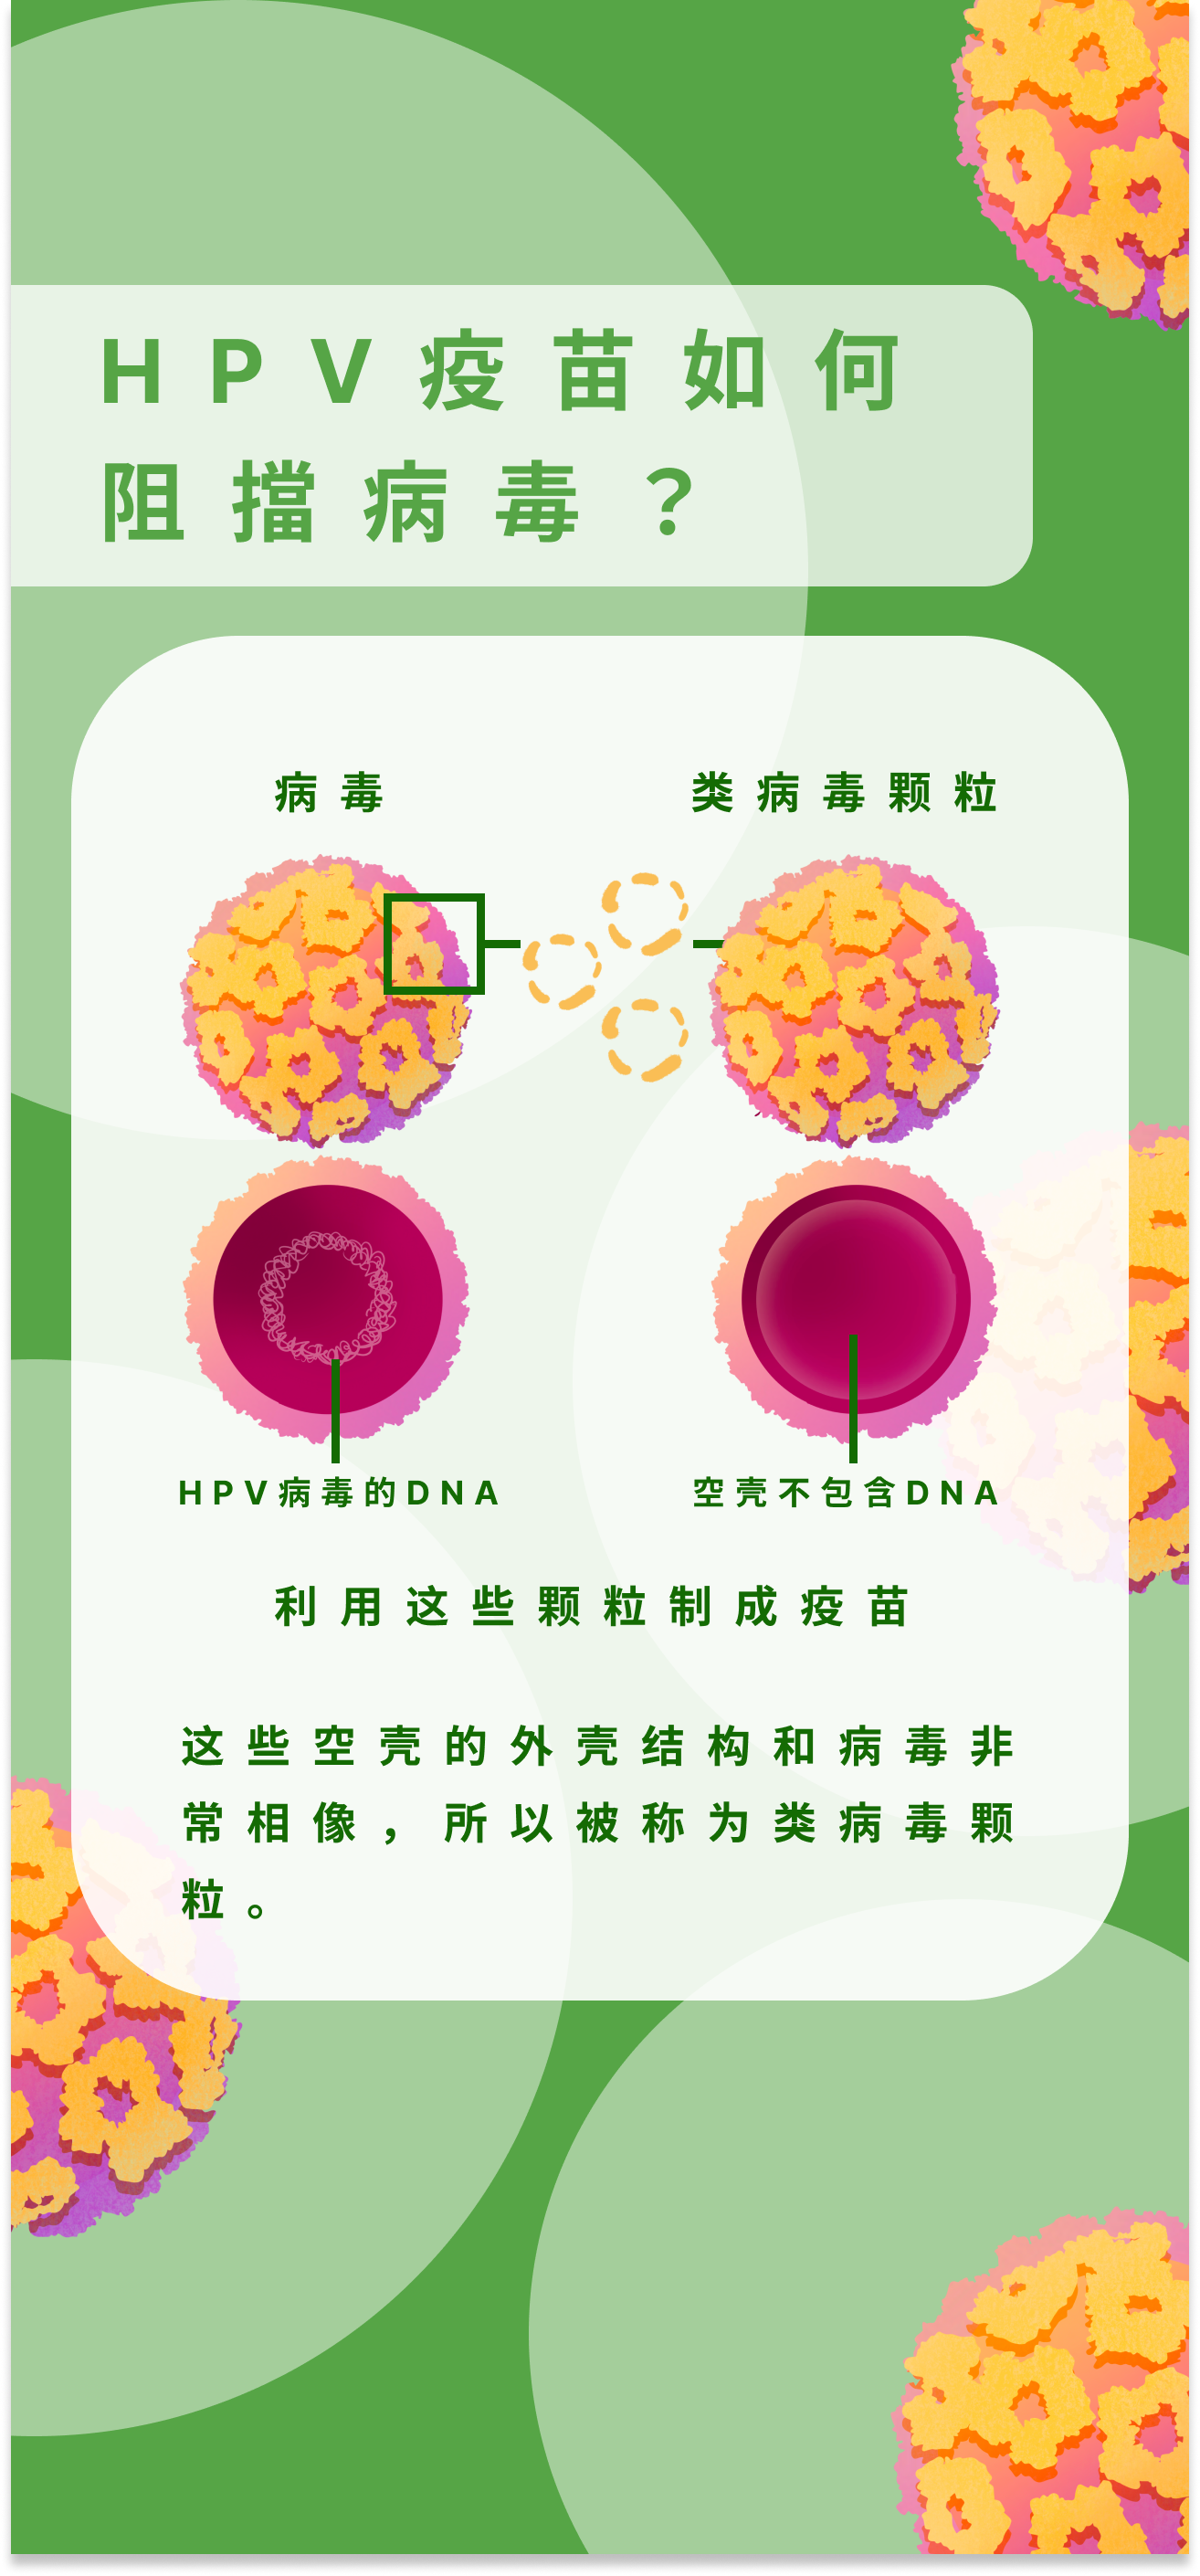 HPV疫苗如何
阻擋病毒？
病毒
类病毒颗粒
HPV病毒的DNA
空壳不包含DNA
利用这些颗粒制成疫苗
这些空壳的外壳结构和病毒非
常相像，所以被称为类病毒颗
粒。